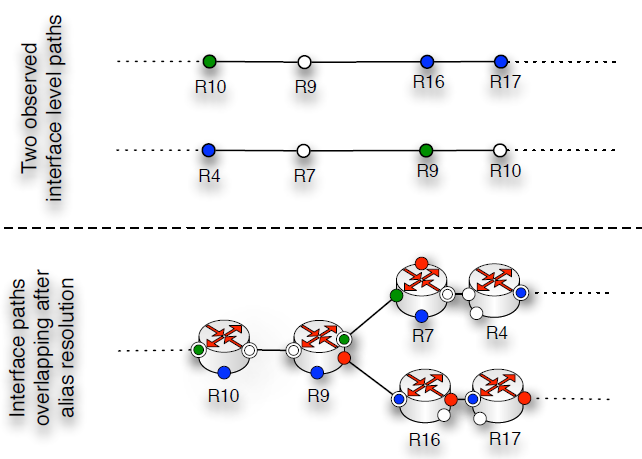 Two observed
interface level paths
R10 R9 R16 R17
R4 R7 R9 R10
Interface paths
overlapping after
alias resolution
R7 R4
R10 R9
R16 R17